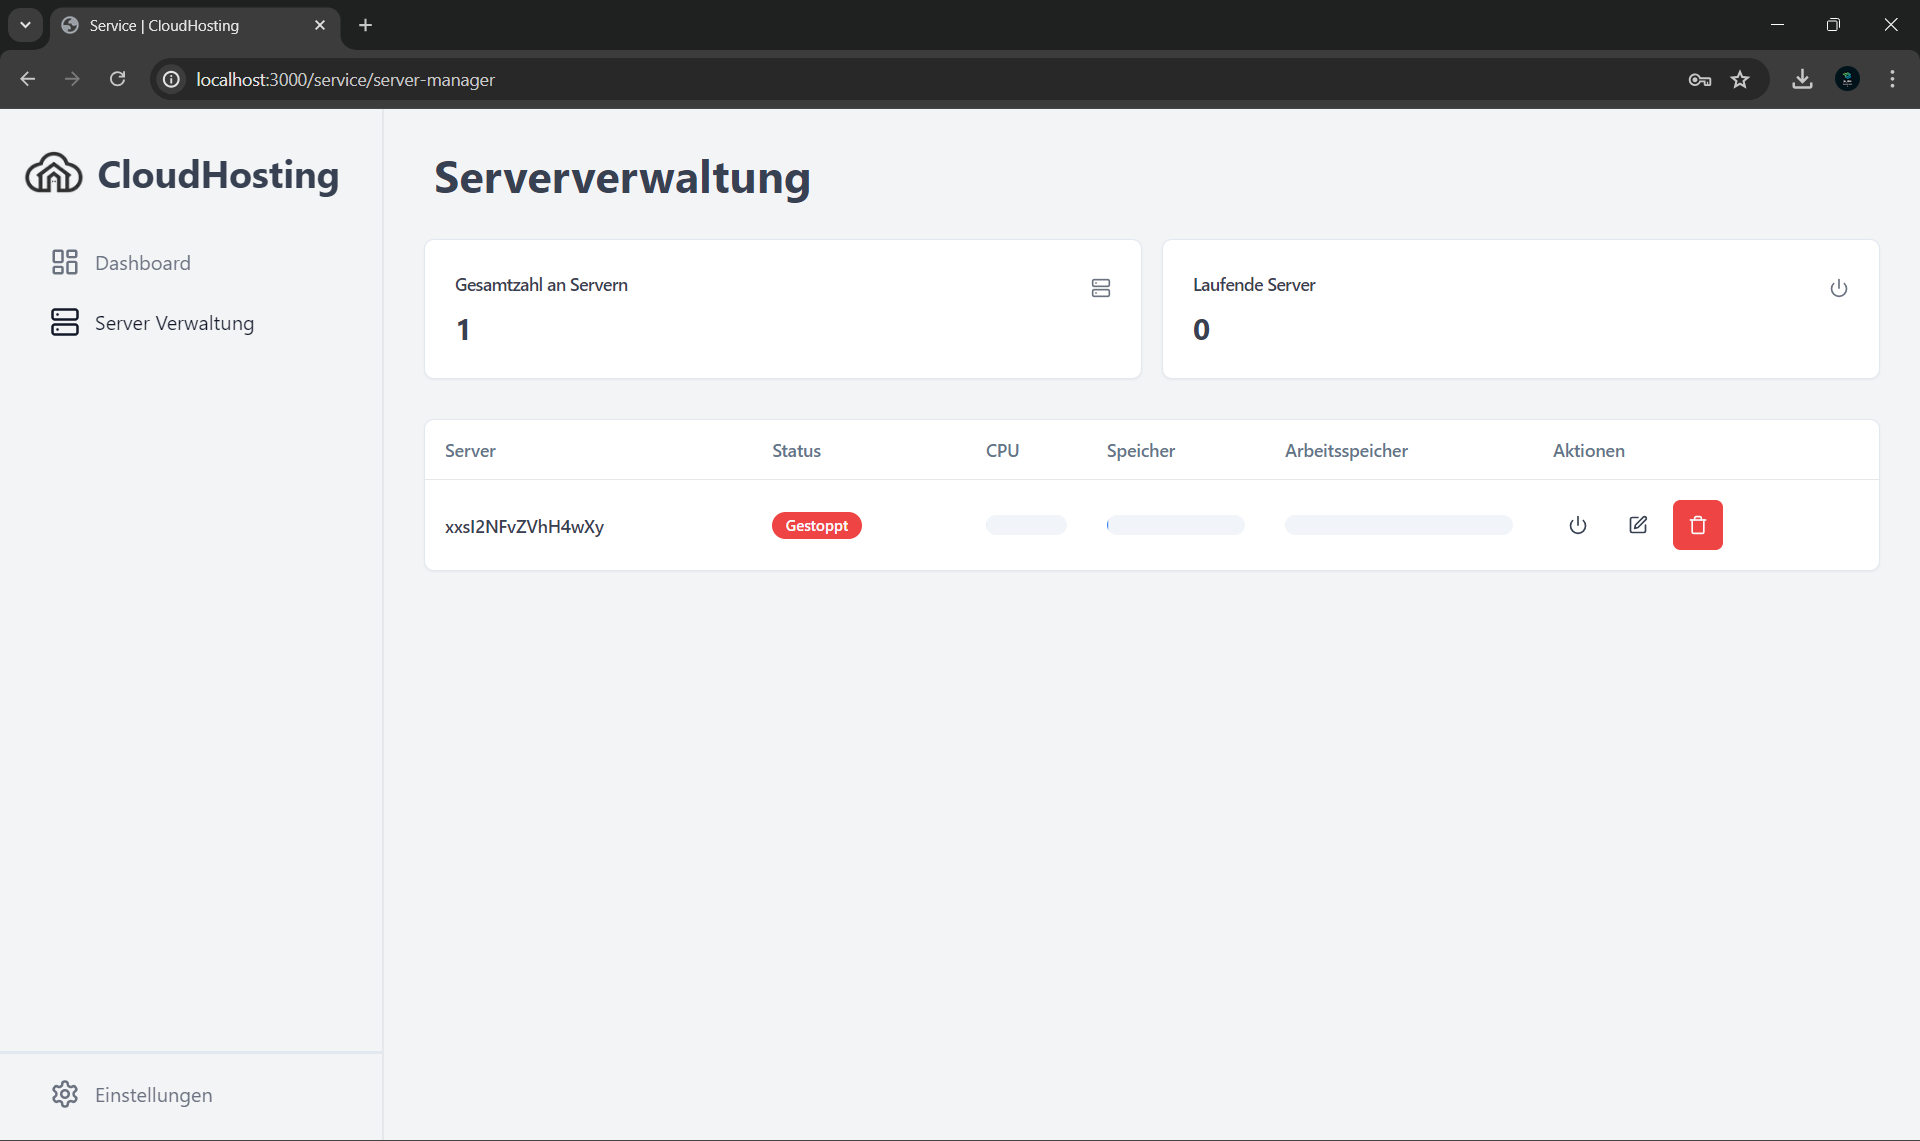 Service | CloudHosting
localhost:3000/service/server-manager
CloudHosting
Dashboard
Server Verwaltung
Einstellungen
Serververwaltung
Gesamtzahl an Servern
1
Laufende Server
0
Server Status CPU Speicher Arbeitsspeicher Aktionen
xxsI2NFvZVhH4wXy Gestoppt